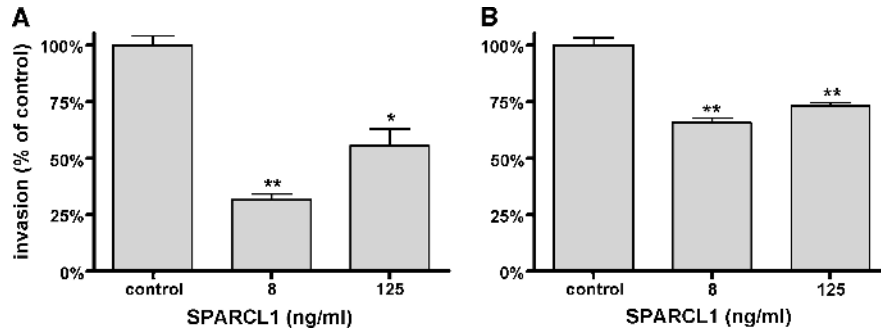 A
invasion (% of control)
100%
75%
50%
25%
0%
**
*
control
8
125
SPARCL1 (ng/ml)
B
100%
75%
50%
25%
0%
**
**
control
8
125
SPARCL1 (ng/ml)